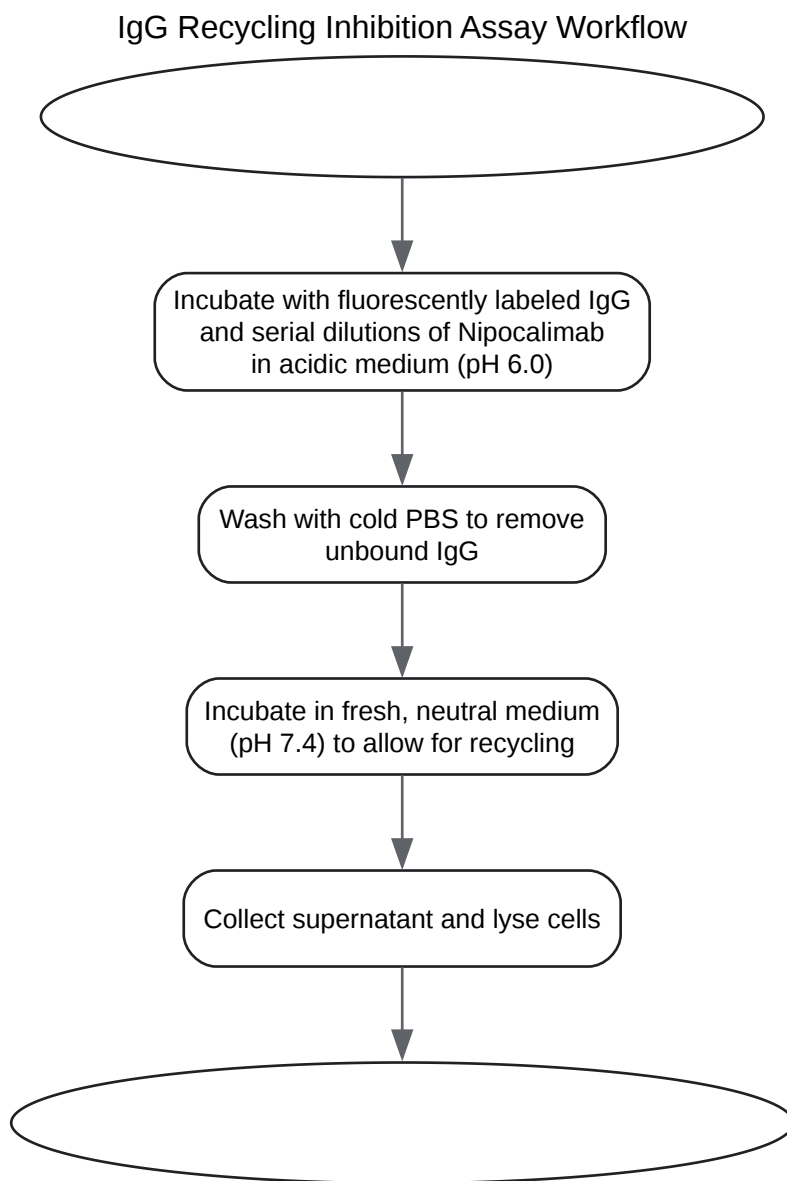 IgG Recycling Inhibition Assay Workflow
Incubate with fluorescently labeled IgG
and serial dilutions of Nipocalimab
in acidic medium (pH 6.0)
Wash with cold PBS to remove
unbound IgG
Incubate in fresh, neutral medium
(pH 7.4) to allow for recycling
Collect supernatant and lyse cells